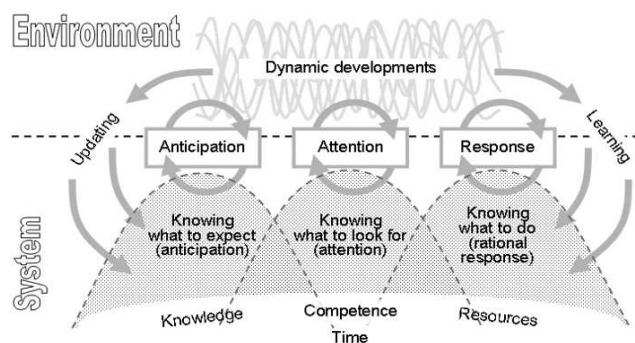 Environment
Dynamic developments
Updating
Learning
Anticipation
Attention
Response
System
Knowing
what to expect
(anticipation)
Knowing
what to look for
(attention)
Knowing
what to do
(rational
response)
Knowledge
Competence
Resources
Time